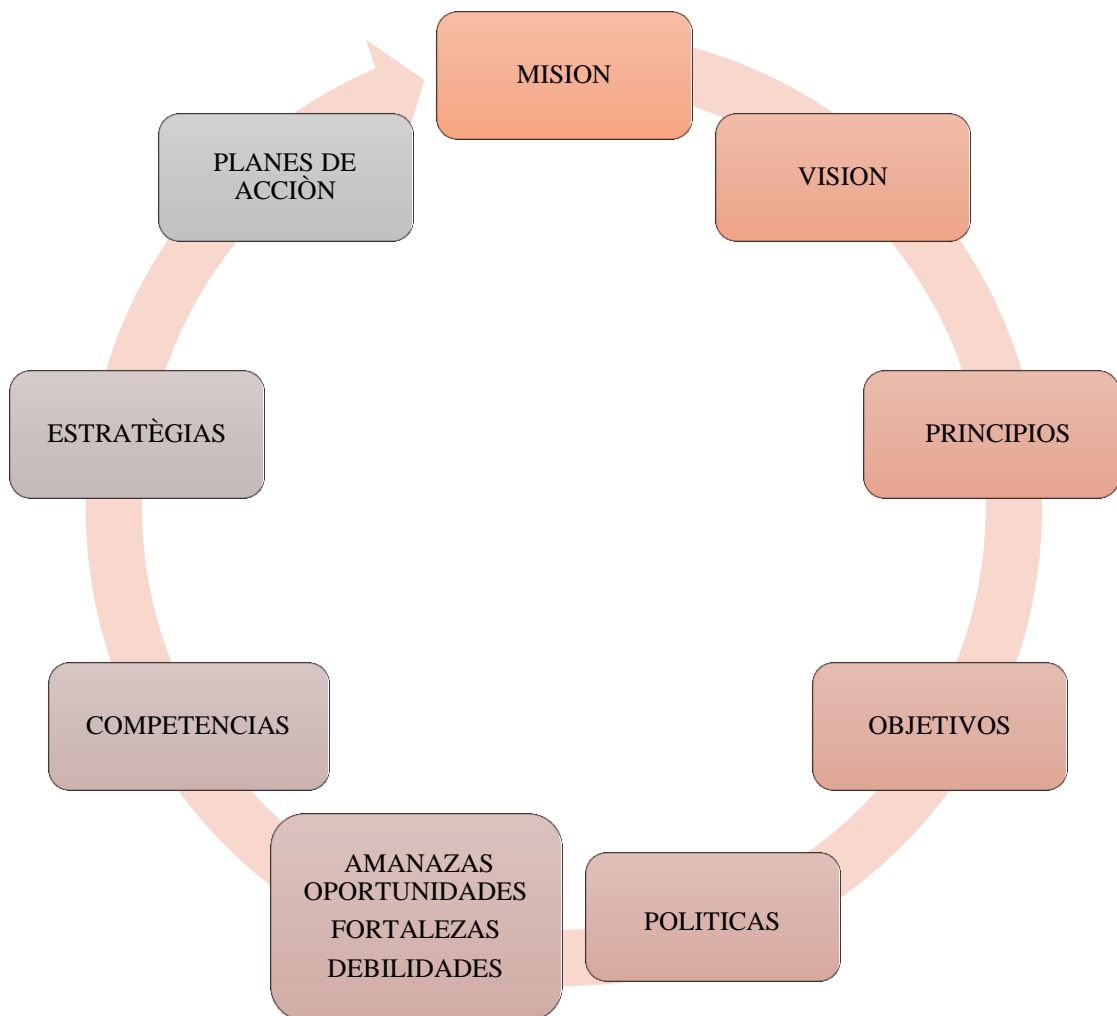 MISION
VISION
PRINCIPIOS
OBJETIVOS
POLITICAS
AMANAZAS
OPORTUNIDADES
FORTALEZAS
DEBILIDADES
COMPETENCIAS
ESTRATÈGIAS
PLANES DE
ACCIÒN